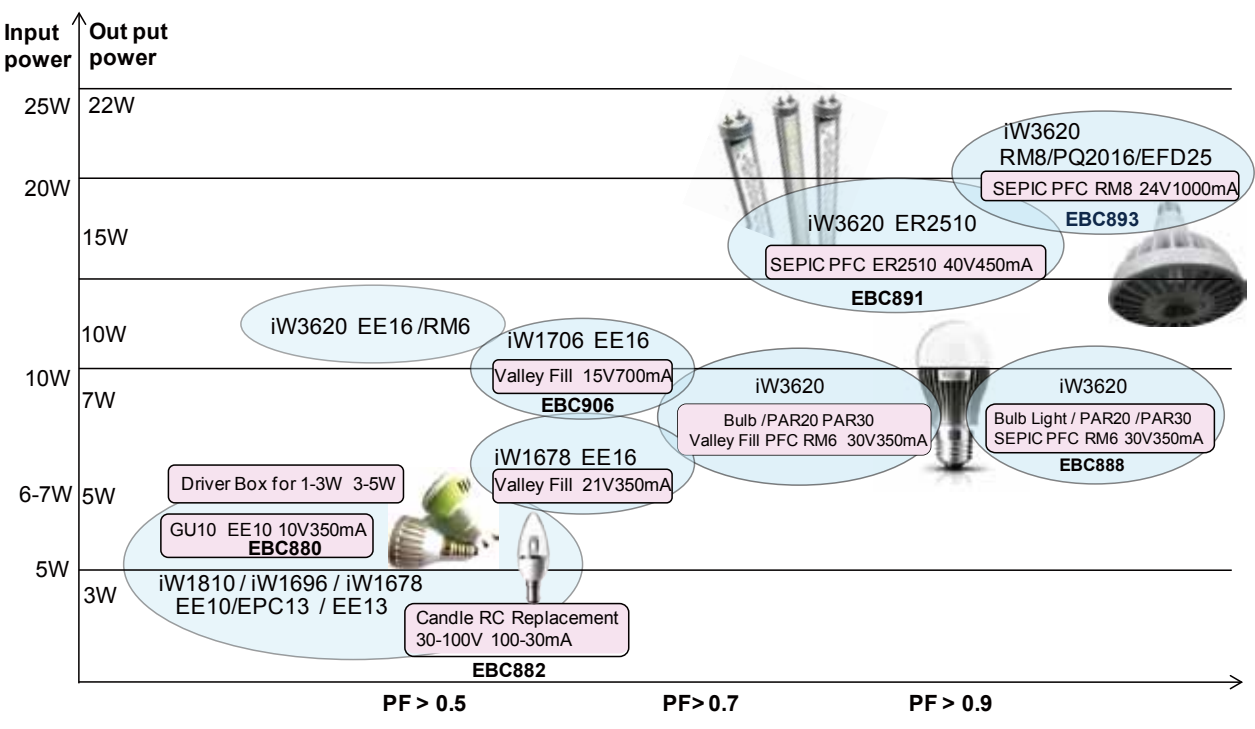 Input power
Out put power
25W
22W
iW3620
RM8/PQ2016/EFD25
20W
SEPIC PFC RM8 24V1000mA
EBC893
iW3620 ER2510
15W
SEPIC PFC ER2510 40V450mA
EBC891
iW3620 EE16 /RM6
10W
iW1706 EE16
10W
Valley Fill 15V700mA
EBC906
7W
iW3620
Bulb /PAR20 PAR30
Valley Fill PFC RM6 30V350mA
iW3620
Bulb Light / PAR20 /PAR30
SEPIC PFC RM6 30V350mA
EBC888
iW1678 EE16
Valley Fill 21V350mA
Driver Box for 1-3W 3-5W
6-7W
5W
GU10 EE10 10V350mA
EBC880
5W
iW1810 / iW1696 / iW1678
EE10/EPC13 / EE13
3W
Candle RC Replacement
30-100V 100-30mA
EBC882
PF > 0.5
PF> 0.7
PF > 0.9